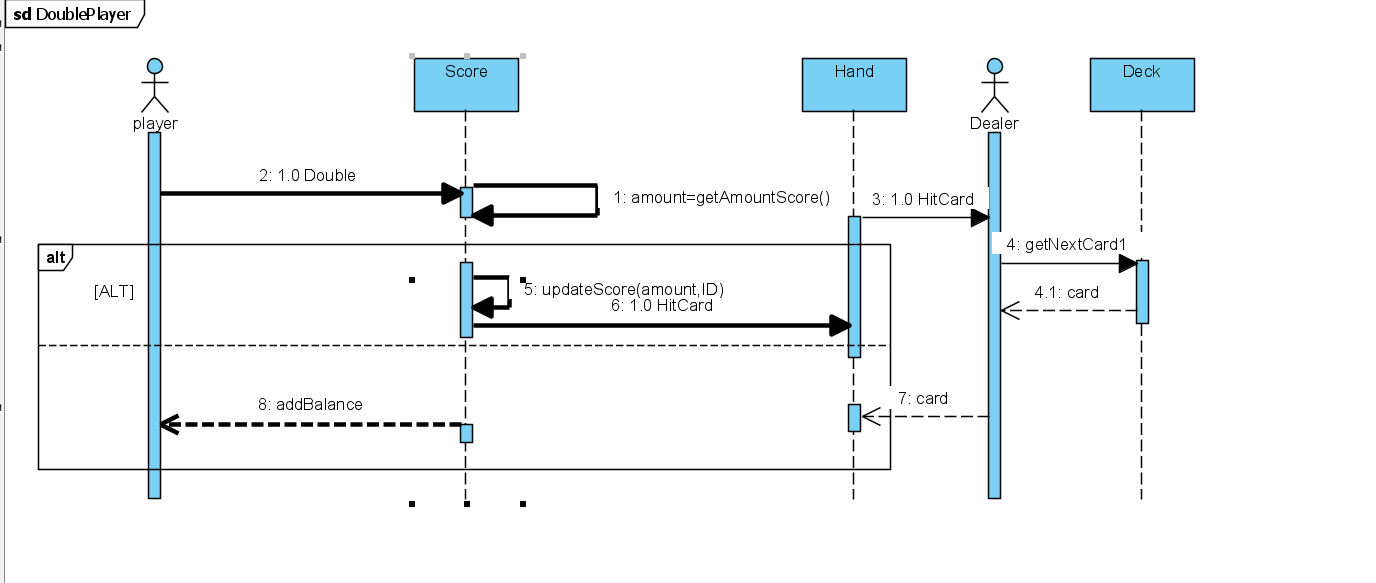 sd DoublePlayer
player
Score
Hand
Dealer
Deck
2: 1.0 Double
1: amount=getAmountScore()
3: 1.0 HitCard
4: getNextCard1
4.1: card
alt
[ALT]
5: updateScore(amount,ID)
6: 1.0 HitCard
7: card
8: addBalance